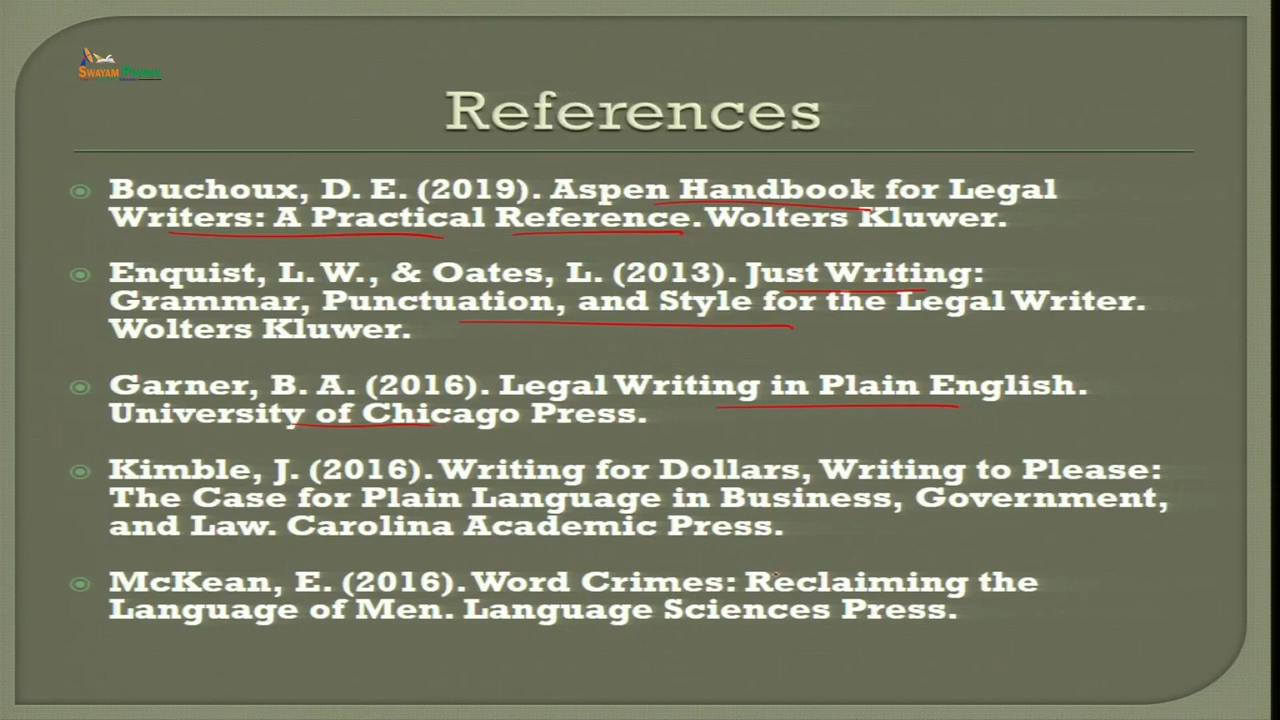 References
Bouchoux, D. E. (2019). Aspen Handbook for Legal
Writers: A Practical Reference. Wolters Kluwer.
Enquist, L. W., & Oates, L. (2013). Just Writing:
Grammar, Punctuation, and Style for the Legal Writer.
Wolters Kluwer.
Garner, B. A. (2016). Legal Writing in Plain English.
University of Chicago Press.
Kimble, J. (2016). Writing for Dollars, Writing to Please:
The Case for Plain Language in Business, Government,
and Law. Carolina Academic Press.
McKean, E. (2016). Word Crimes: Reclaiming the
Language of Men. Language Sciences Press.